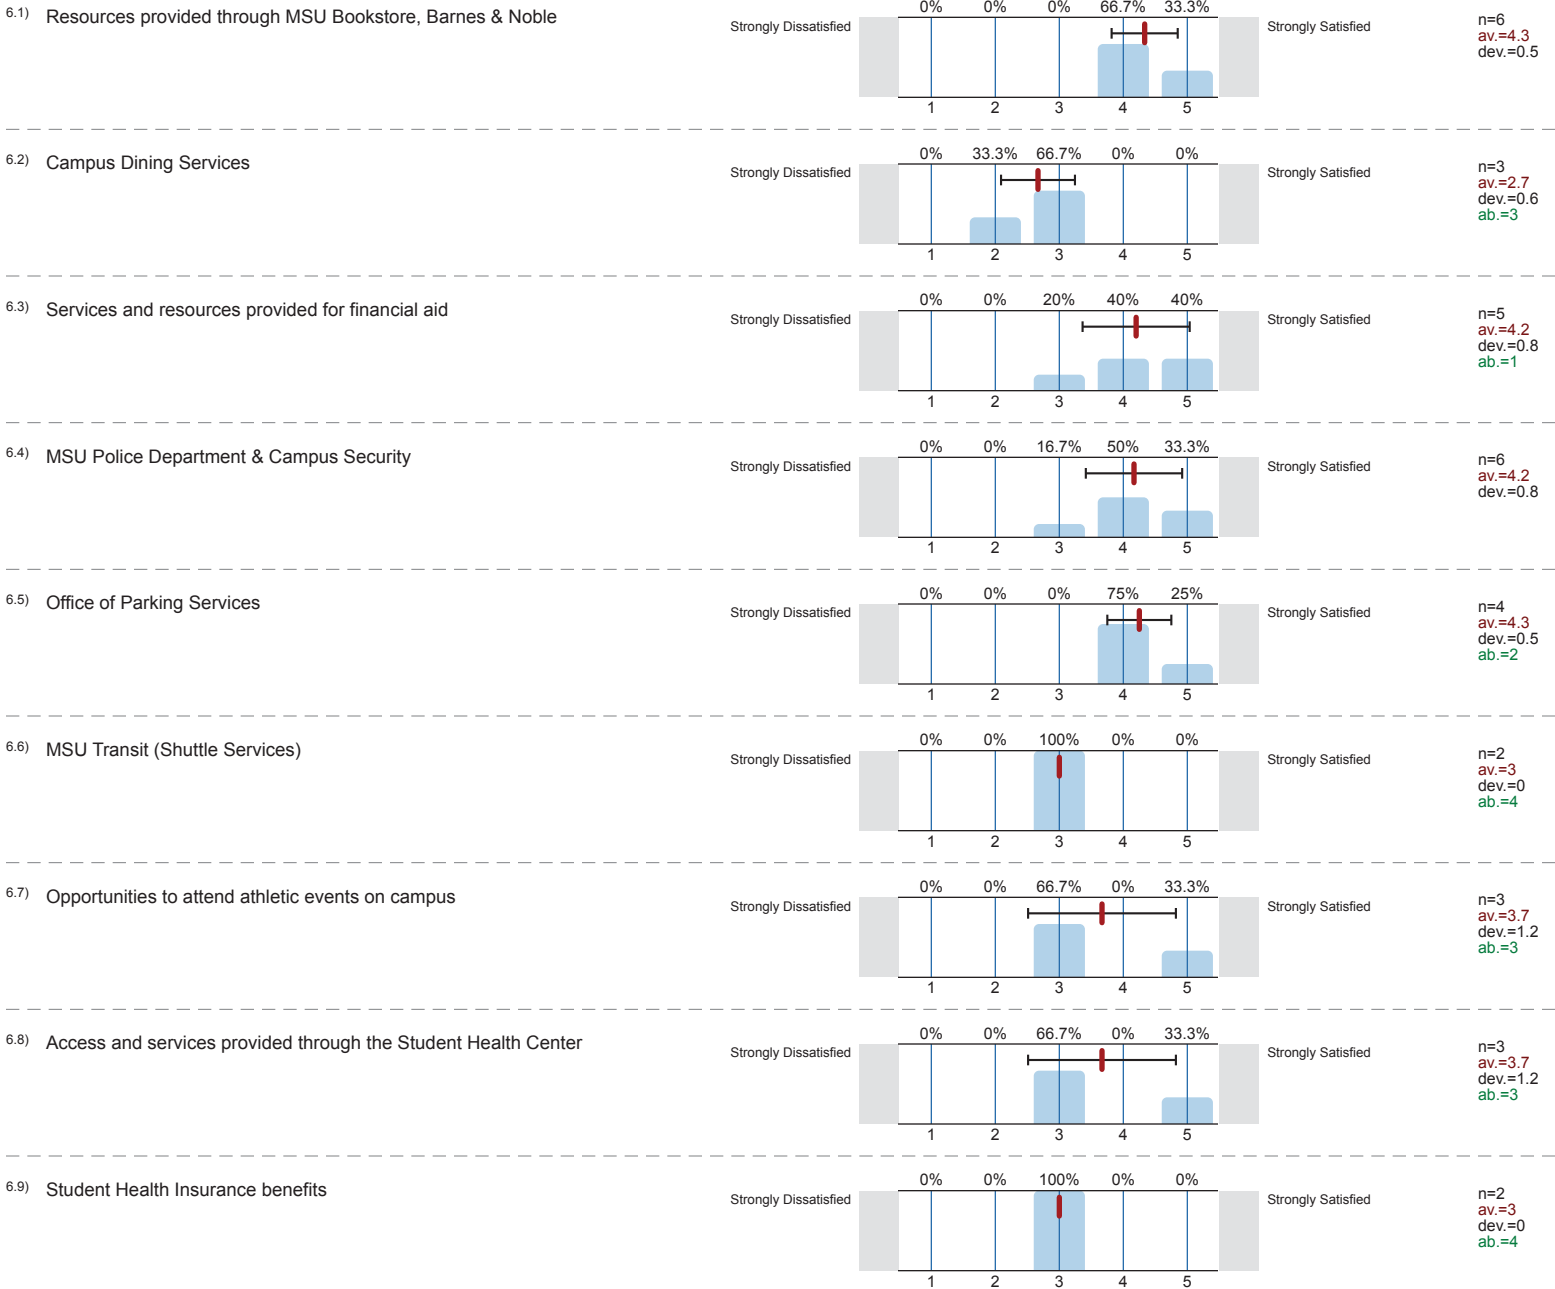 6.1) Resources provided through MSU Bookstore, Barnes & Noble
0% 0% 0% 66.7% 33.3%
Strongly Dissatisfied Strongly Satisfied
n=6
av.=4.3
dev.=0.5
1 2 3 4 5
6.2) Campus Dining Services
0% 33.3% 66.7% 0% 0%
Strongly Dissatisfied Strongly Satisfied
n=3
av.=2.7
dev.=0.6
ab.=3
1 2 3 4 5
6.3) Services and resources provided for financial aid
0% 0% 20% 40% 40%
Strongly Dissatisfied Strongly Satisfied
n=5
av.=4.2
dev.=0.8
ab.=1
1 2 3 4 5
6.4) MSU Police Department & Campus Security
0% 0% 16.7% 50% 33.3%
Strongly Dissatisfied Strongly Satisfied
n=6
av.=4.2
dev.=0.8
1 2 3 4 5
6.5) Office of Parking Services
0% 0% 0% 75% 25%
Strongly Dissatisfied Strongly Satisfied
n=4
av.=4.3
dev.=0.5
ab.=2
1 2 3 4 5
6.6) MSU Transit (Shuttle Services)
0% 0% 100% 0% 0%
Strongly Dissatisfied Strongly Satisfied
n=2
av.=3
dev.=0
ab.=4
1 2 3 4 5
6.7) Opportunities to attend athletic events on campus
0% 0% 66.7% 0% 33.3%
Strongly Dissatisfied Strongly Satisfied
n=3
av.=3.7
dev.=1.2
ab.=3
1 2 3 4 5
6.8) Access and services provided through the Student Health Center
0% 0% 66.7% 0% 33.3%
Strongly Dissatisfied Strongly Satisfied
n=3
av.=3.7
dev.=1.2
ab.=3
1 2 3 4 5
6.9) Student Health Insurance benefits
0% 0% 100% 0% 0%
Strongly Dissatisfied Strongly Satisfied
n=2
av.=3
dev.=0
ab.=4
1 2 3 4 5